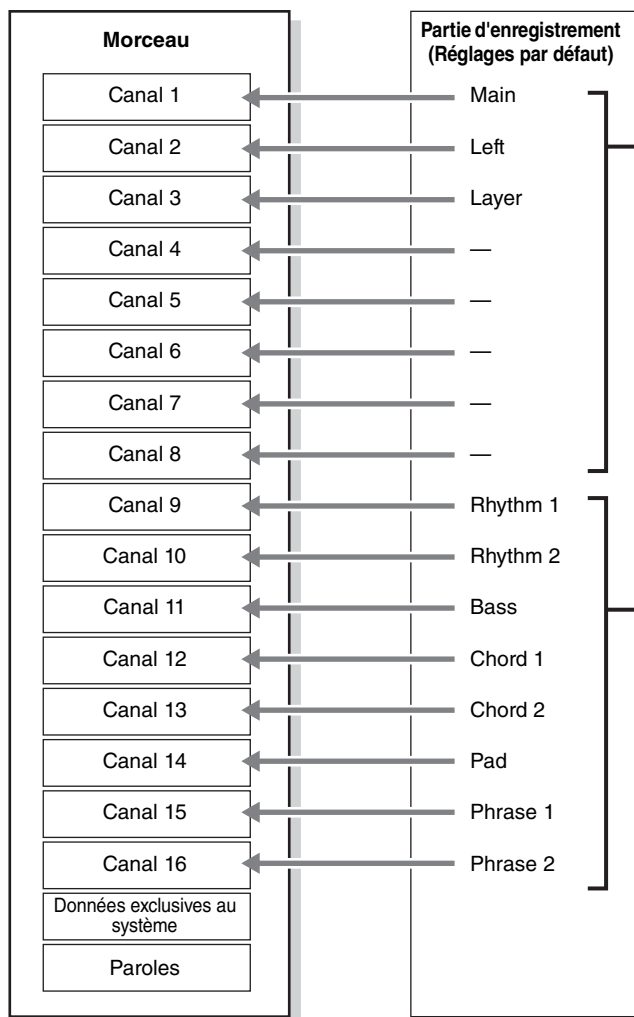 Morceau
Partie d'enregistrement
(Réglages par défaut)
Canal 1
Main
Canal 2
Left
Canal 3
Layer
Canal 4
—
Canal 5
—
Canal 6
—
Canal 7
—
Canal 8
—
Canal 9
Rhythm 1
Canal 10
Rhythm 2
Canal 11
Bass
Canal 12
Chord 1
Canal 13
Chord 2
Canal 14
Pad
Canal 15
Phrase 1
Canal 16
Phrase 2
Données exclusives au
système
Paroles